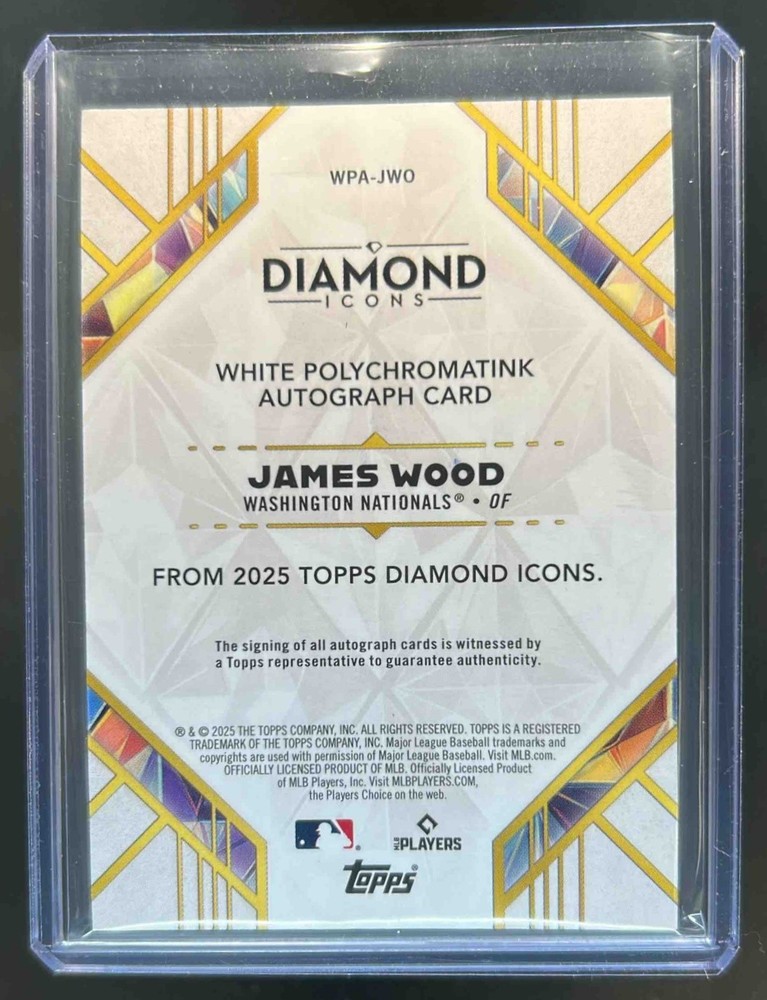 WPA-JWO
DIAMOND
ICONS
WHITE POLYCHROMATINK
AUTOGRAPH CARD
JAMES WOOD
WASHINGTON NATIONALS® • OF
FROM 2025 TOPPS DIAMOND ICONS.
The signing of all autograph cards is witnessed by
a Topps representative to guarantee authenticity.
® & © 2025 THE TOPPS COMPANY, INC. ALL RIGHTS RESERVED. TOPPS IS A REGISTERED
TRADEMARK OF THE TOPPS COMPANY, INC. Major League Baseball trademarks and
copyrights are used with permission of Major League Baseball. Visit MLB.com.
OFFICIALLY LICENSED PRODUCT OF MLB. Officially Licensed Product
of MLB Players, Inc. Visit MLBPLAYERS.COM,
the Players Choice on the web.
MLB PLAYERS
topps®